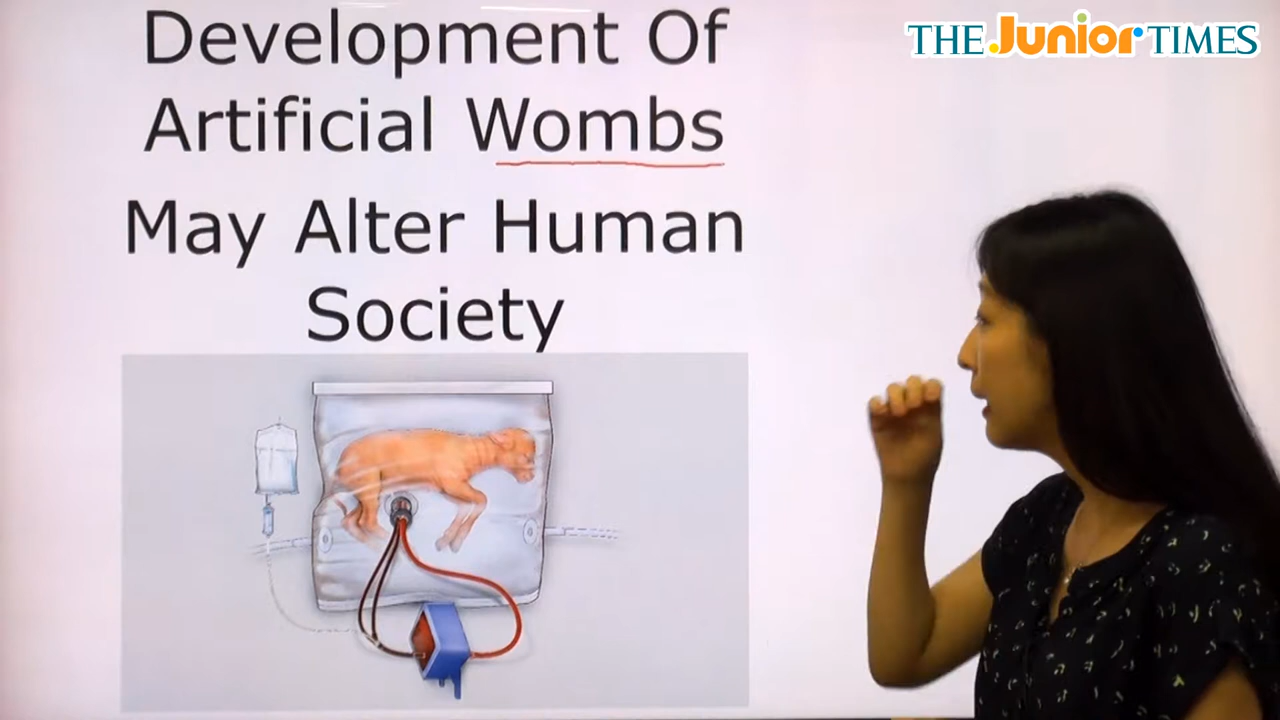 Development Of
Artificial Wombs
May Alter Human
Society
THE Junior TIMES